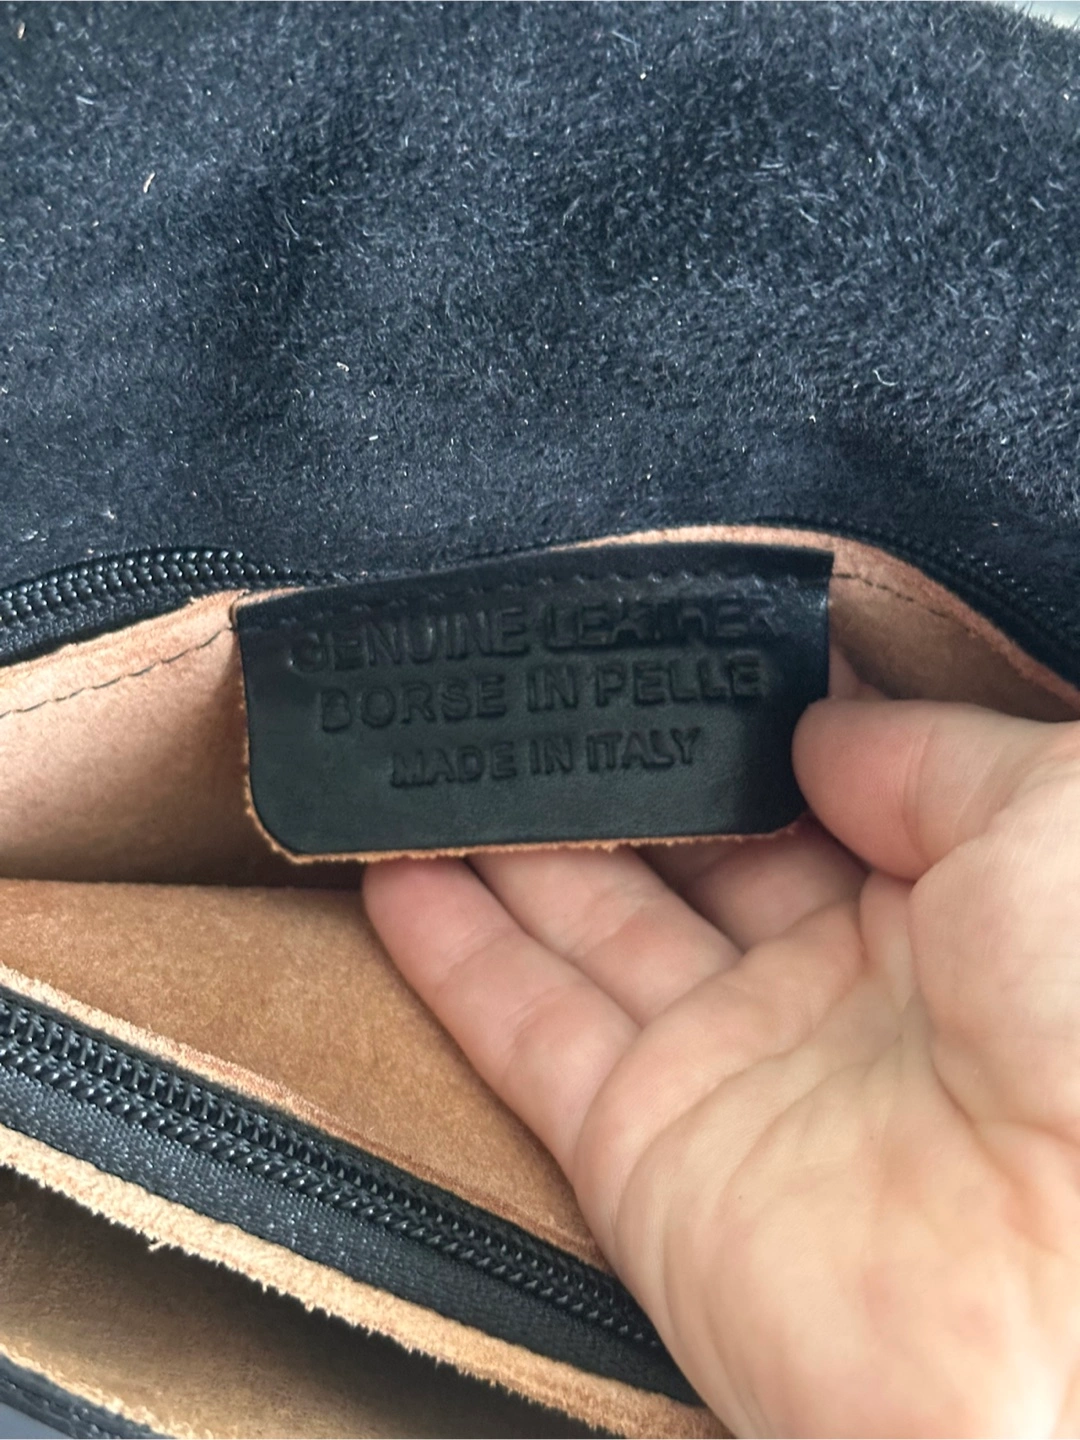 GENUINE LEATHER
BORSE IN PELLE
MADE IN ITALY